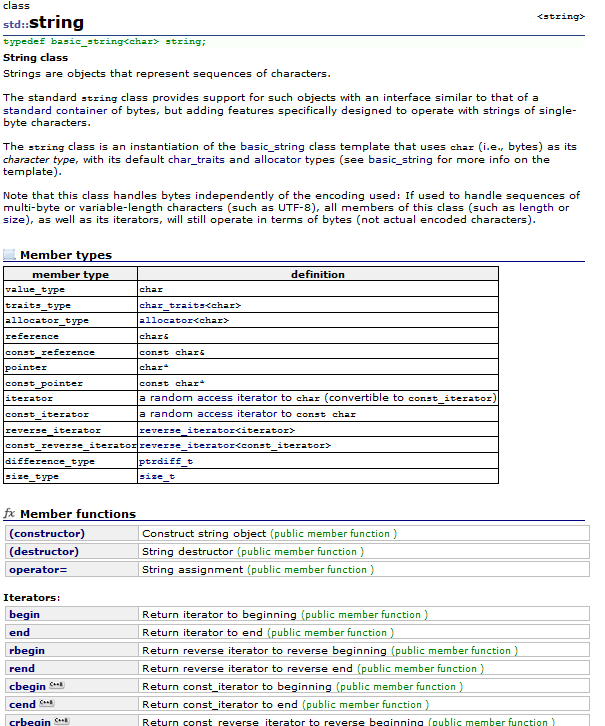 class
std::string
<string>
typedef basic_string<char> string;
String class
Strings are objects that represent sequences of characters.
The standard string class provides support for such objects with an interface similar to that of a
standard container of bytes, but adding features specifically designed to operate with strings of single-
byte characters.
The string class is an instantiation of the basic_string class template that uses char (i.e., bytes) as its
character type, with its default char_traits and allocator types (see basic_string for more info on the
template).
Note that this class handles bytes independently of the encoding used: If used to handle sequences of
multi-byte or variable-length characters (such as UTF-8), all members of this class (such as length or
size), as well as its iterators, will still operate in terms of bytes (not actual encoded characters).
Member types
member type definition
value_type char
traits_type char_traits<char>
allocator_type allocator<char>
reference char&
const_reference const char&
pointer char*
const_pointer const char*
iterator a random access iterator to char (convertible to const_iterator)
const_iterator a random access iterator to const char
reverse_iterator reverse_iterator<iterator>
const_reverse_iterator reverse_iterator<const_iterator>
difference_type ptrdiff_t
size_type size_t
fx Member functions
(constructor) Construct string object (public member function )
(destructor) String destructor (public member function )
operator= String assignment (public member function )
Iterators:
begin Return iterator to beginning (public member function )
end Return iterator to end (public member function )
rbegin Return reverse iterator to reverse beginning (public member function )
rend Return reverse iterator to reverse end (public member function )
cbegin Return const_iterator to beginning (public member function )
cend Return const_iterator to end (public member function )
crbegin Return const_reverse_iterator to reverse beginning (public member function )